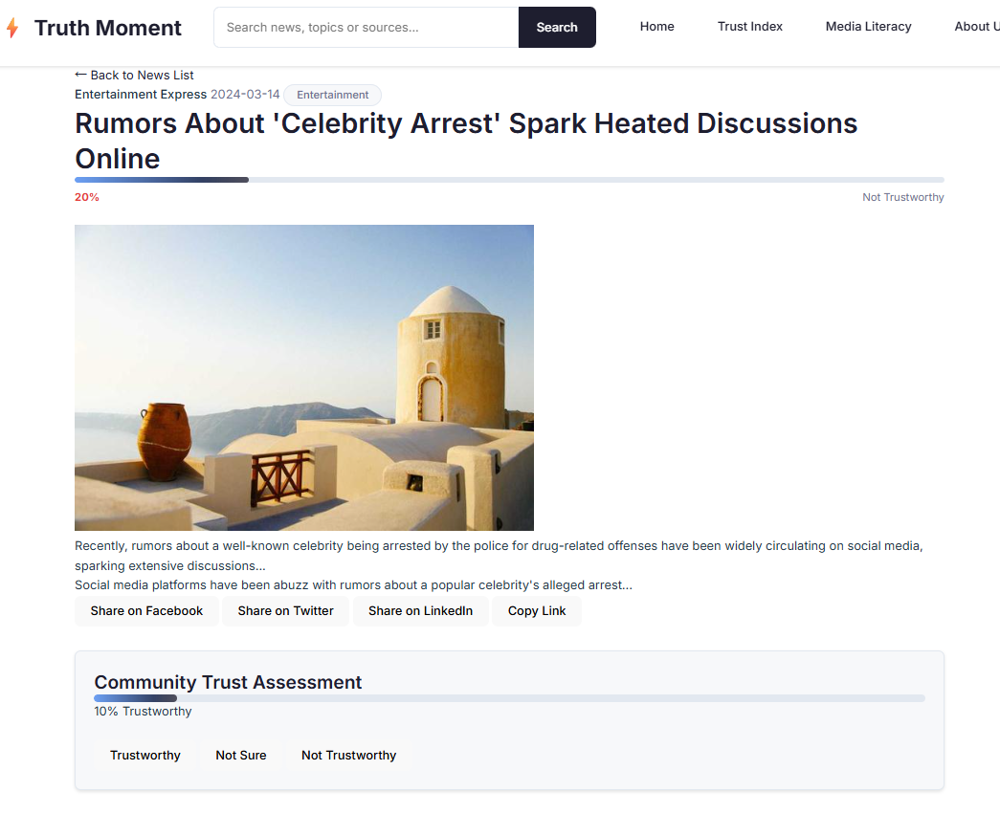 Truth Moment
Search news, topics or sources...
Search
Home
Trust Index
Media Literacy
About U
← Back to News List
Entertainment Express 2024-03-14 Entertainment
Rumors About 'Celebrity Arrest' Spark Heated Discussions
Online
20%
Not Trustworthy
Recently, rumors about a well-known celebrity being arrested by the police for drug-related offenses have been widely circulating on social media,
sparking extensive discussions...
Social media platforms have been abuzz with rumors about a popular celebrity's alleged arrest...
Share on Facebook
Share on Twitter
Share on LinkedIn
Copy Link
Community Trust Assessment
10% Trustworthy
Trustworthy
Not Sure
Not Trustworthy